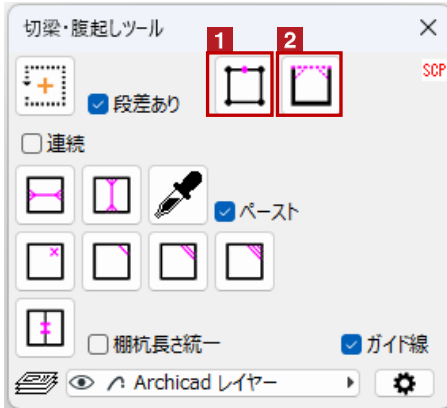 切梁・腹起しツール
1 2
SCP
段差あり
連続
ペースト
棚杭長さ統一
ガイド線
Archicad レイヤー